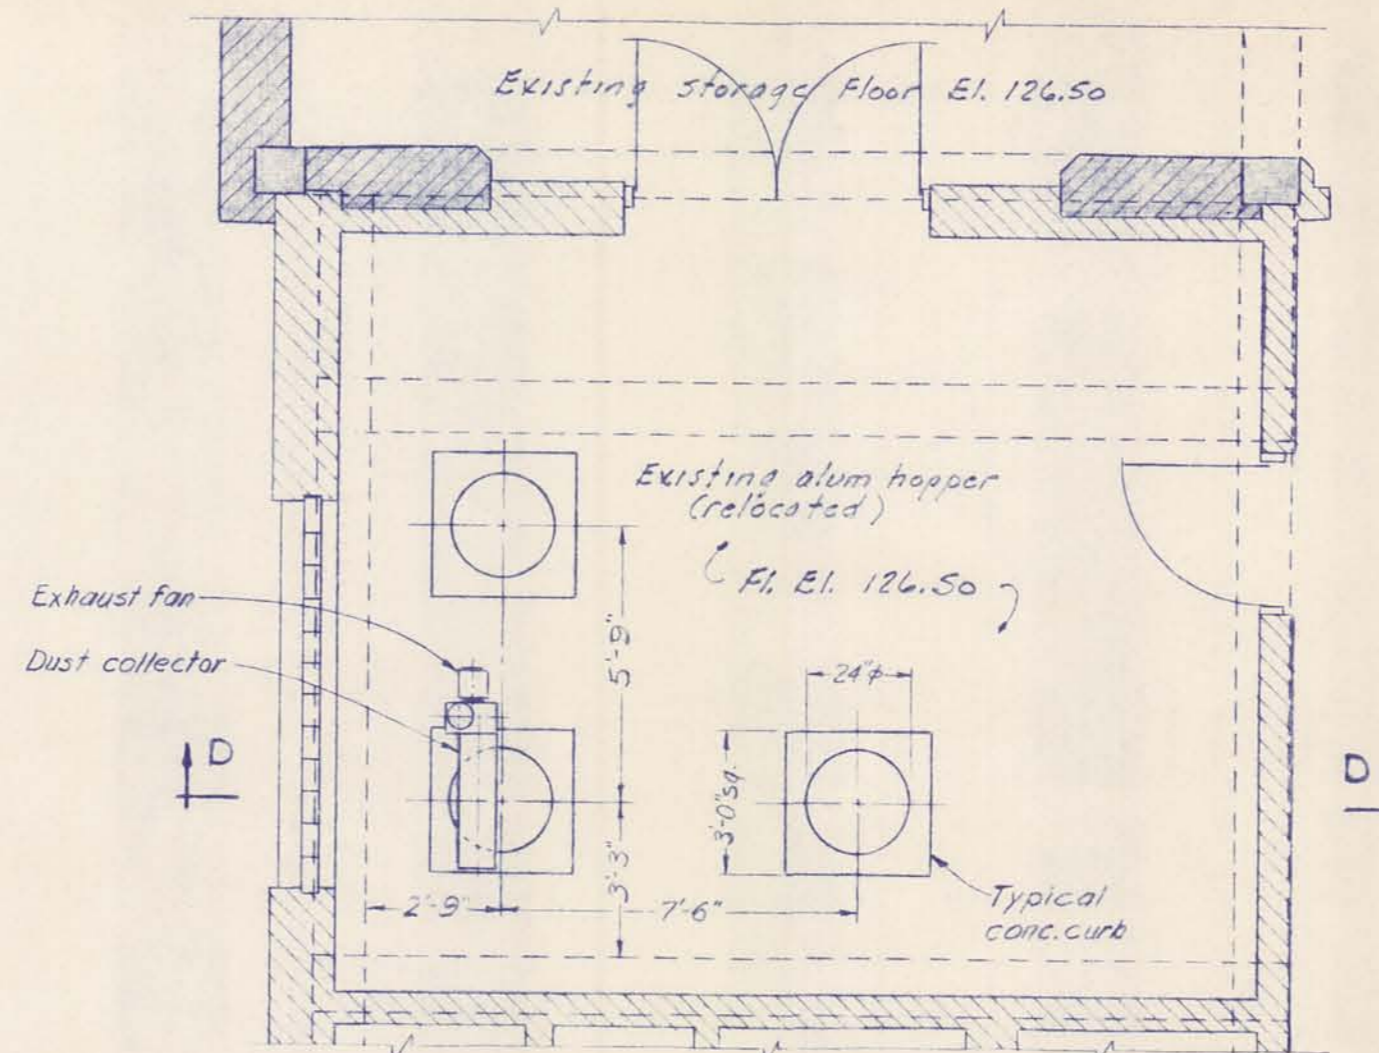 Existing storage Floor El. 126.50
Existing alum hopper
(relocated)
Fl. El. 126.50
Exhaust fan
Dust collector
5'-9"
24"φ
D
D
3'-0"sq.
3'-3"
2'-9"
7'-6"
Typical
conc. curb